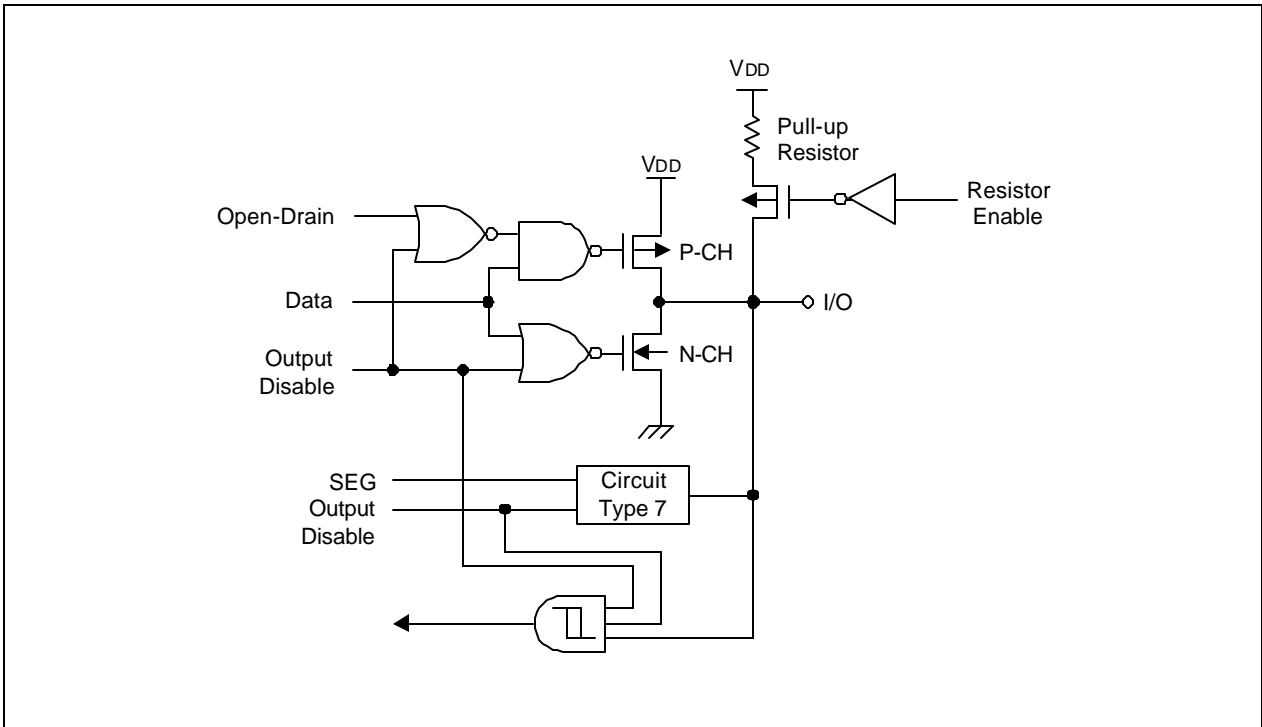 VDD
Pull-up
Resistor
VDD
Resistor
Enable
Open-Drain
P-CH
Data
I/O
Output
Disable
N-CH
SEG
Output
Disable
Circuit
Type 7